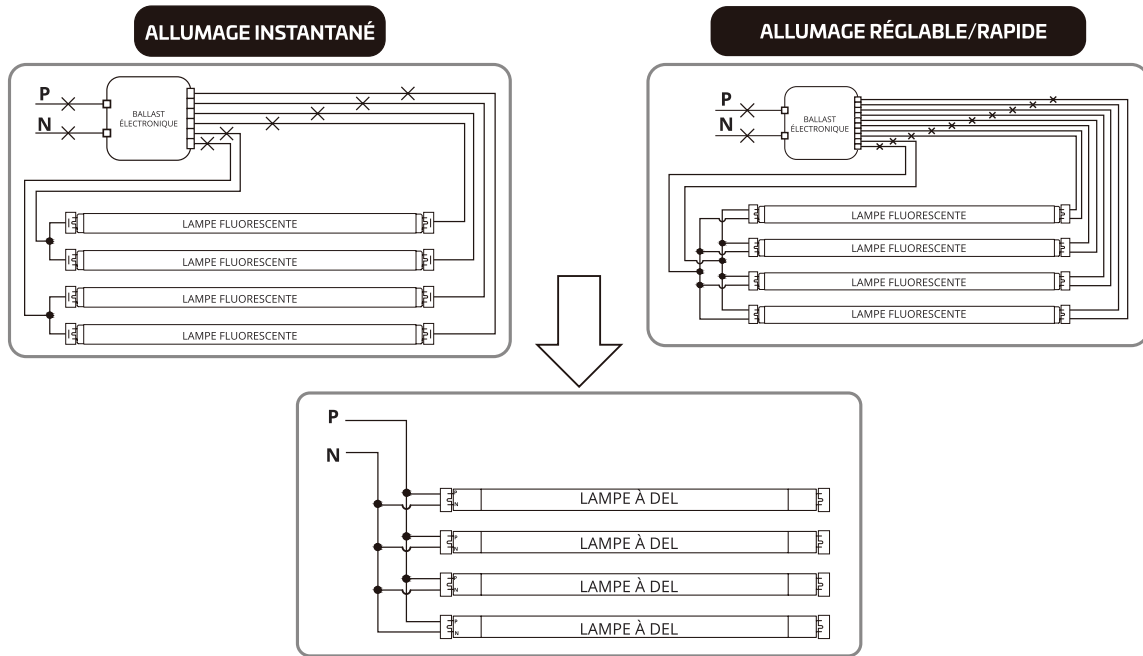 ALLUMAGE INSTANTANÉ
P
N
BALLAST
ÉLECTRONIQUE
LAMPE FLUORESCENTE
LAMPE FLUORESCENTE
LAMPE FLUORESCENTE
LAMPE FLUORESCENTE
ALLUMAGE RÉGLABLE/RAPIDE
P
N
BALLAST
ÉLECTRONIQUE
LAMPE FLUORESCENTE
LAMPE FLUORESCENTE
LAMPE FLUORESCENTE
LAMPE FLUORESCENTE
P
N
P
N
LAMPE À DEL
P
N
LAMPE À DEL
P
N
LAMPE À DEL
P
N
LAMPE À DEL